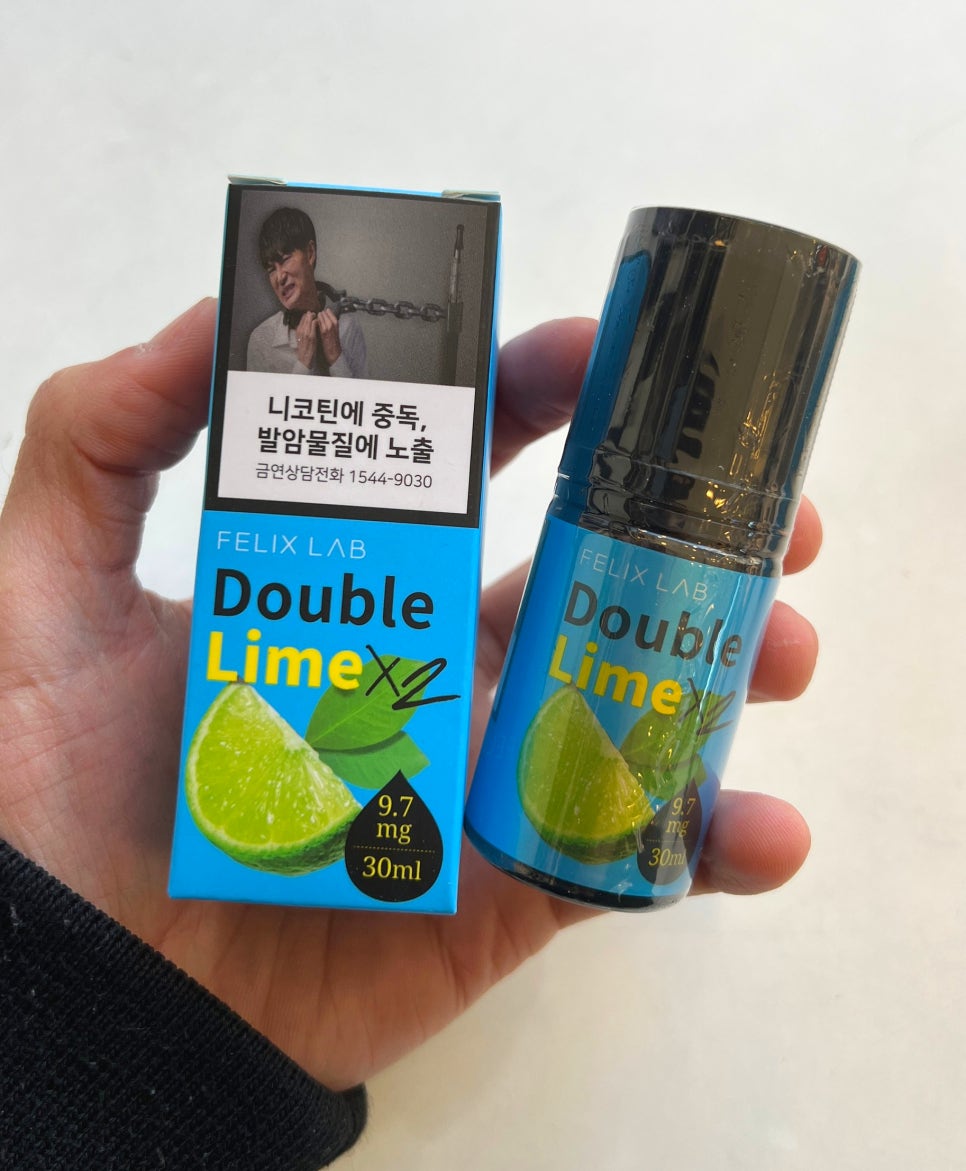 니코틴에 중독,
발암물질에 노출
금연상담전화 1544-9030
FELIX LAB
Double
Lime X2
9.7
mg
30ml
FELIX LAB
Double
Lime X2
9.7
mg
30ml